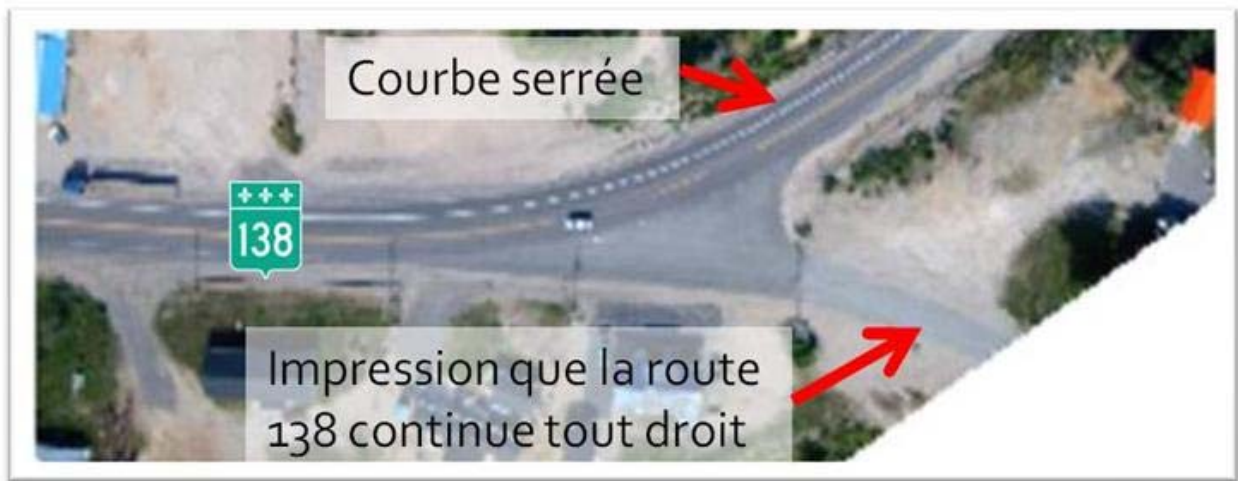 Courbe serrée
138
Impression que la route
138 continue tout droit